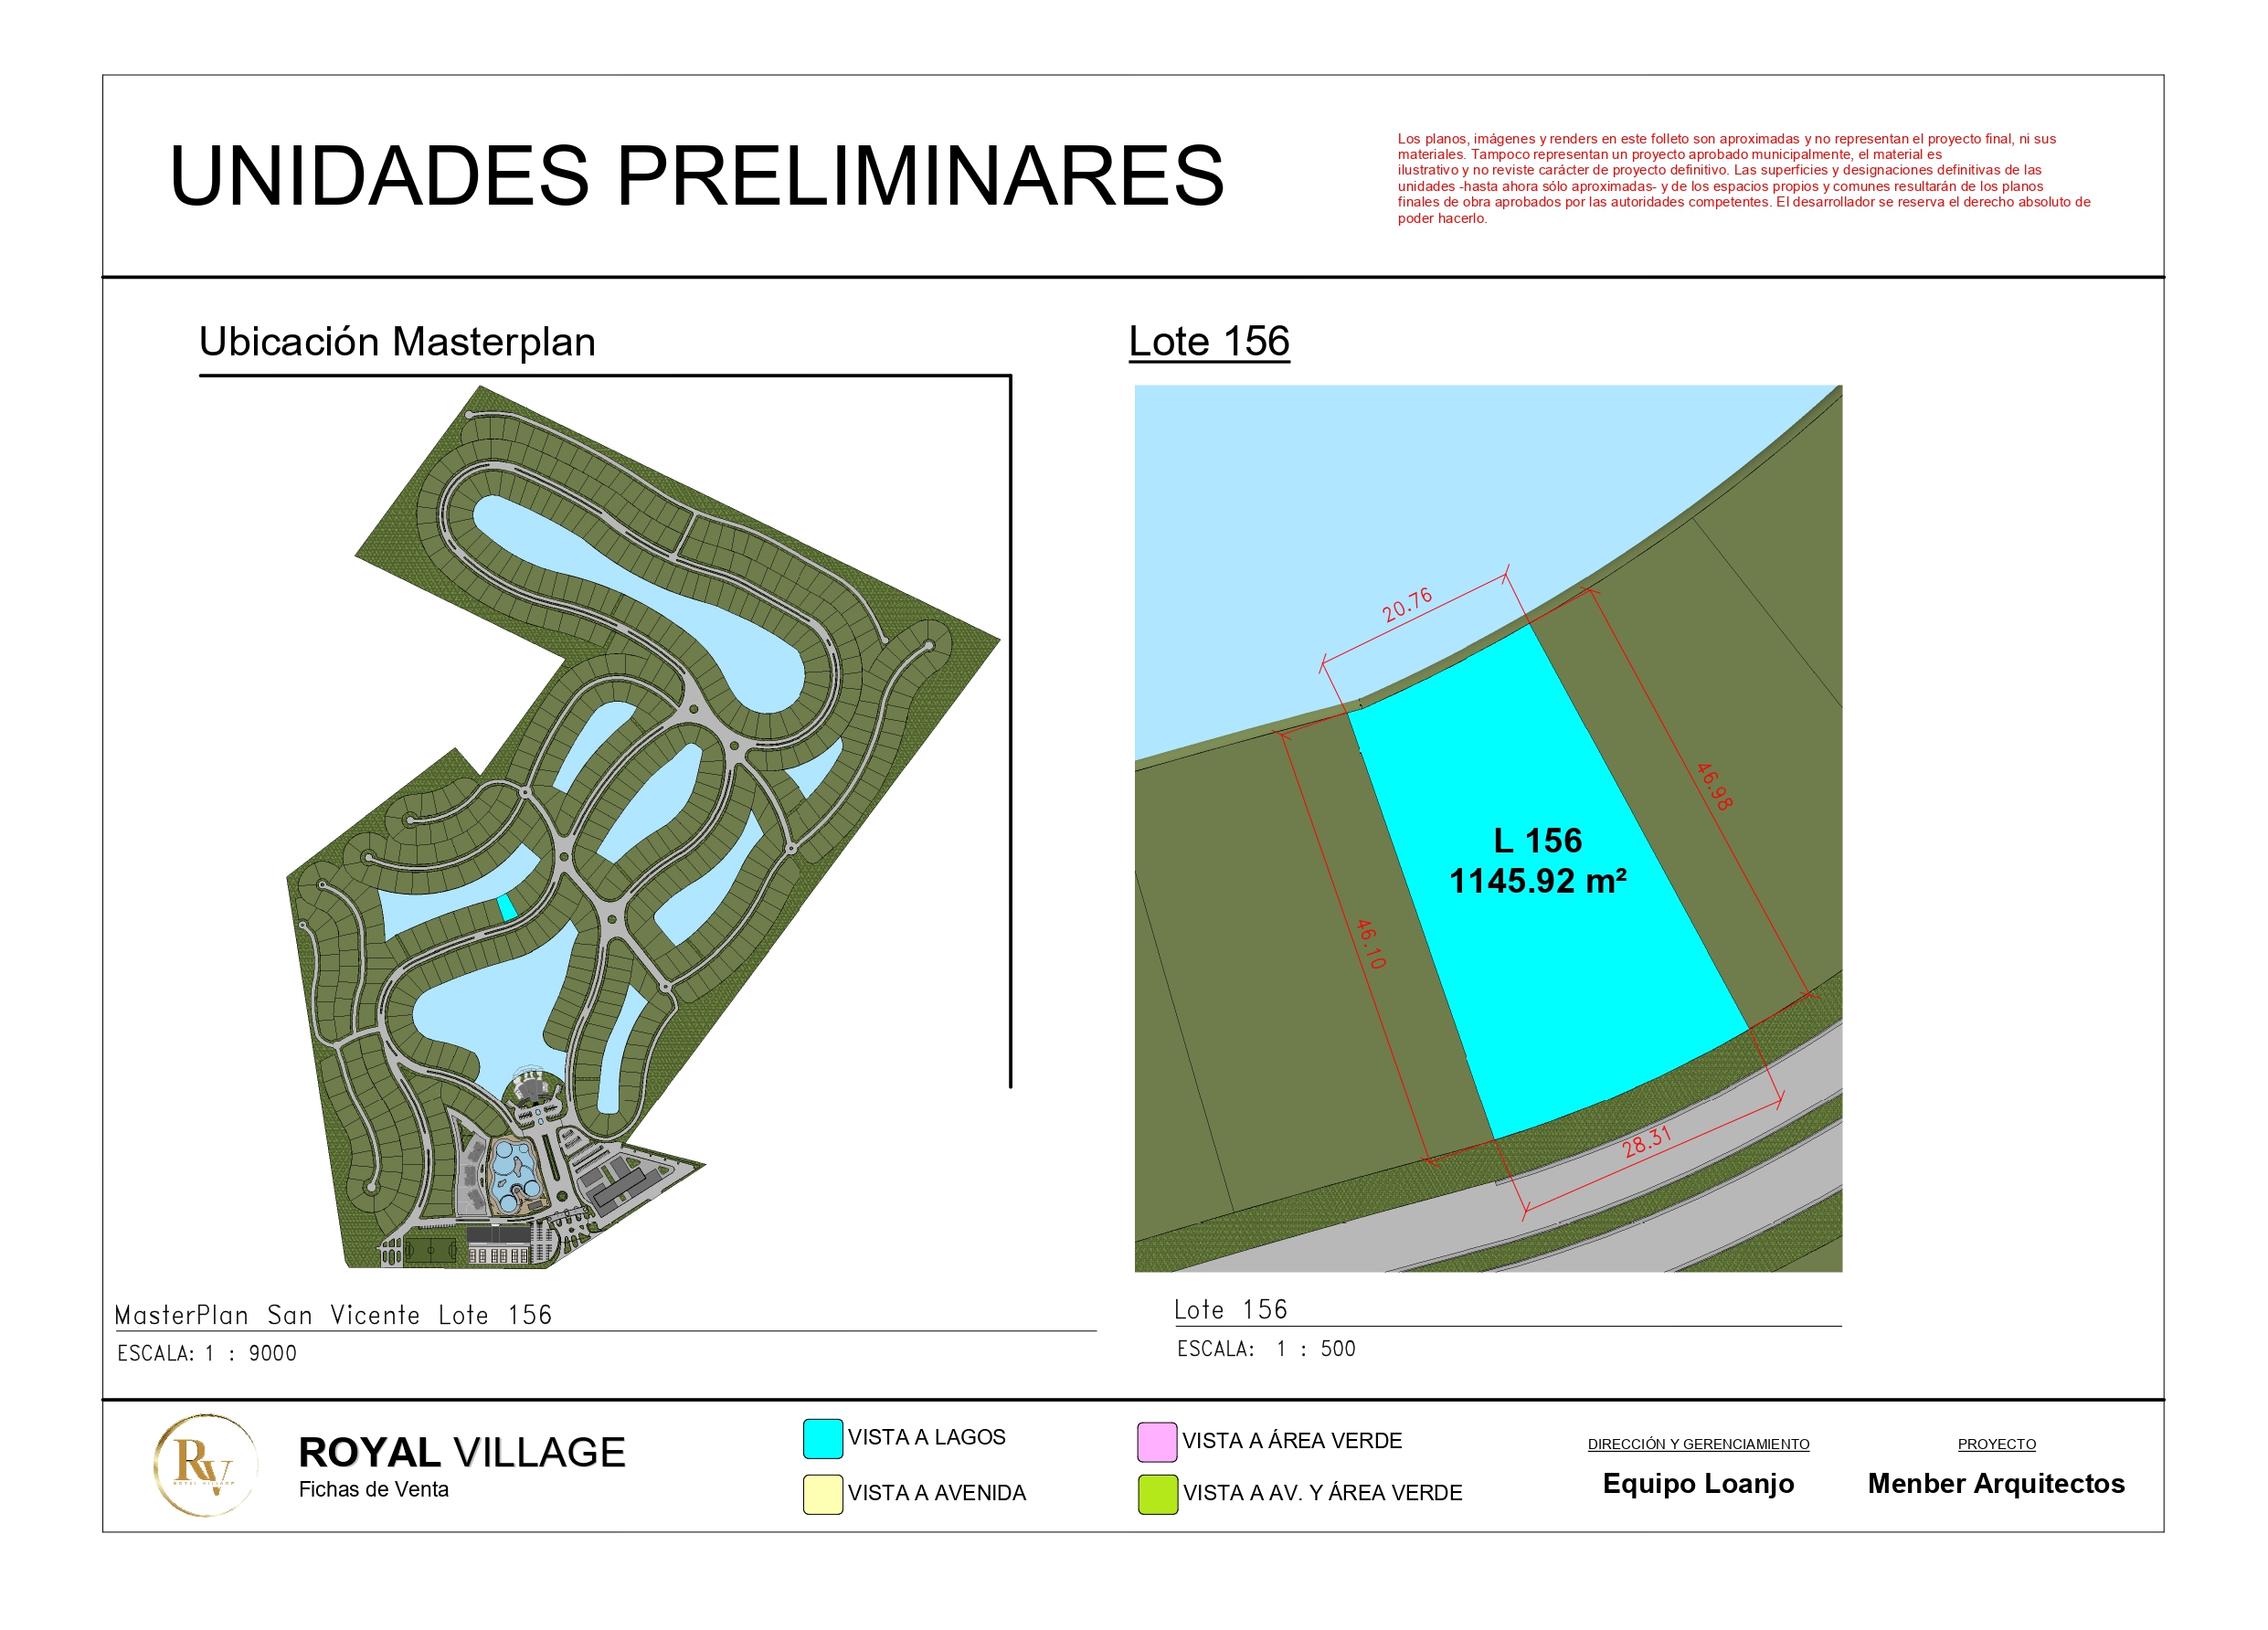 UNIDADES PRELIMINARES
Los planos, imágenes y renders en este folleto son aproximadas y no representan el proyecto final, ni sus
materiales. Tampoco representan un proyecto aprobado municipalmente, el material es
ilustrativo y no reviste carácter de proyecto definitivo. Las superficies y designaciones definitivas de las
unidades -hasta ahora sólo aproximadas- y de los espacios propios y comunes resultarán de los planos
finales de obra aprobados por las autoridades competentes. El desarrollador se reserva el derecho absoluto de
poder hacerlo.
Ubicación Masterplan
Lote 156
20.76
46.98
L 156
1145.92 m²
46.10
28.31
MasterPlan San Vicente Lote 156
ESCALA: 1 : 9000
Lote 156
ESCALA: 1 : 500
RV
ROYAL VILLAGE
ROYAL VILLAGE
Fichas de Venta
VISTA A LAGOS
VISTA A AVENIDA
VISTA A ÁREA VERDE
VISTA A AV. Y ÁREA VERDE
DIRECCIÓN Y GERENCIAMIENTO
Equipo Loanjo
PROYECTO
Menber Arquitectos